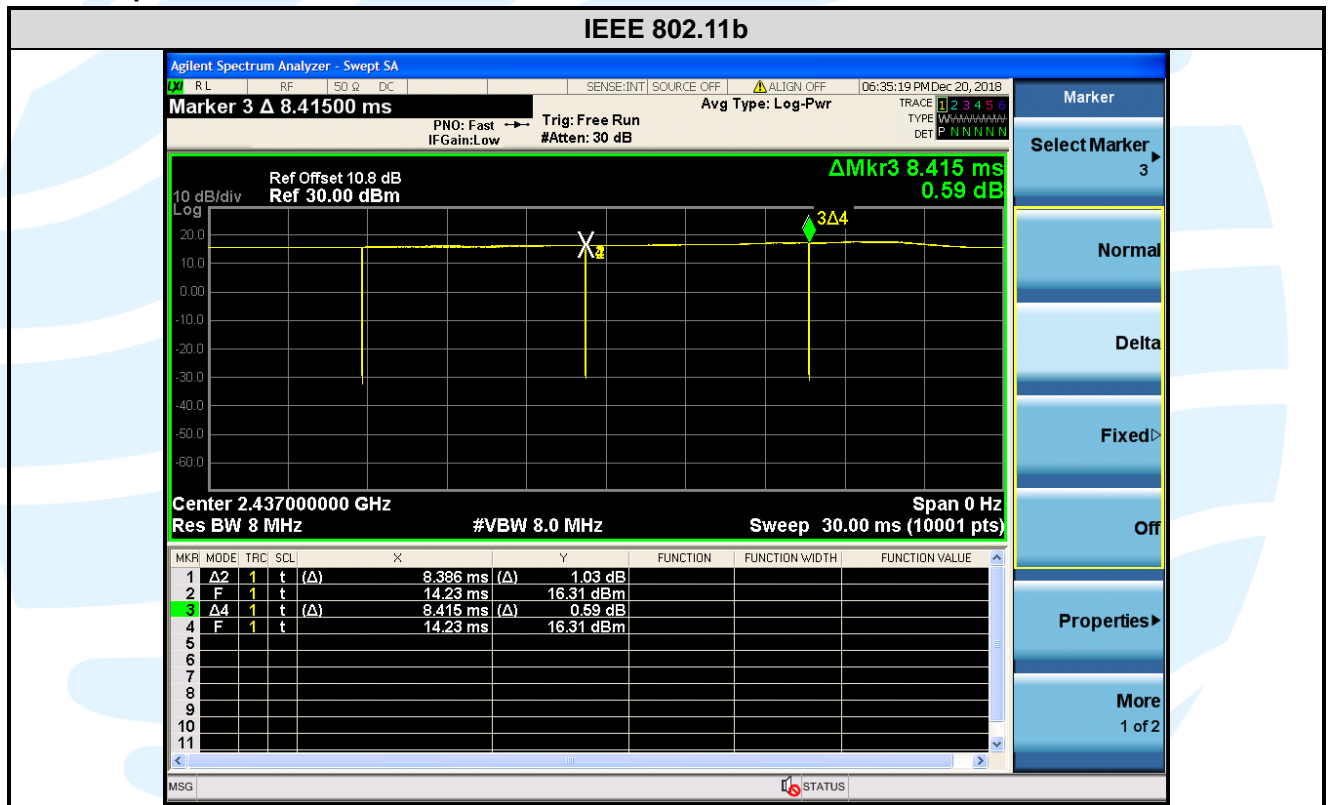 IEEE 802.11b
Agilent Spectrum Analyzer - Swept SA
LXI RL RF 50 Ω DC SENSE:INT SOURCE OFF ⚠ALIGN OFF 06:35:19 PM Dec 20, 2018
Marker 3 Δ 8.41500 ms
PNO: Fast
IFGain:Low
Trig: Free Run
#Atten: 30 dB
Avg Type: Log-Pwr
TRACE 1 2 3 4 5 6
TYPE
DET P N N N N N
Ref Offset 10.8 dB
Ref 30.00 dBm
10 dB/div
Log
ΔMkr3 8.415 ms
0.59 dB
20.0
10.0
0.00
-10.0
-20.0
-30.0
-40.0
-50.0
-60.0
3Δ4
Center 2.437000000 GHz
Span 0 Hz
Res BW 8 MHz
#VBW 8.0 MHz
Sweep 30.00 ms (10001 pts)
MKR MODE TRC SCL X Y FUNCTION FUNCTION WIDTH FUNCTION VALUE
1 Δ2 1 t (Δ) 8.386 ms (Δ) 1.03 dB
2 F 1 t 14.23 ms 16.31 dBm
3 Δ4 1 t (Δ) 8.415 ms (Δ) 0.59 dB
4 F 1 t 14.23 ms 16.31 dBm
5
6
7
8
9
10
11
MSG
STATUS
Marker
Select Marker
3
Normal
Delta
Fixed
Off
Properties
More
1 of 2